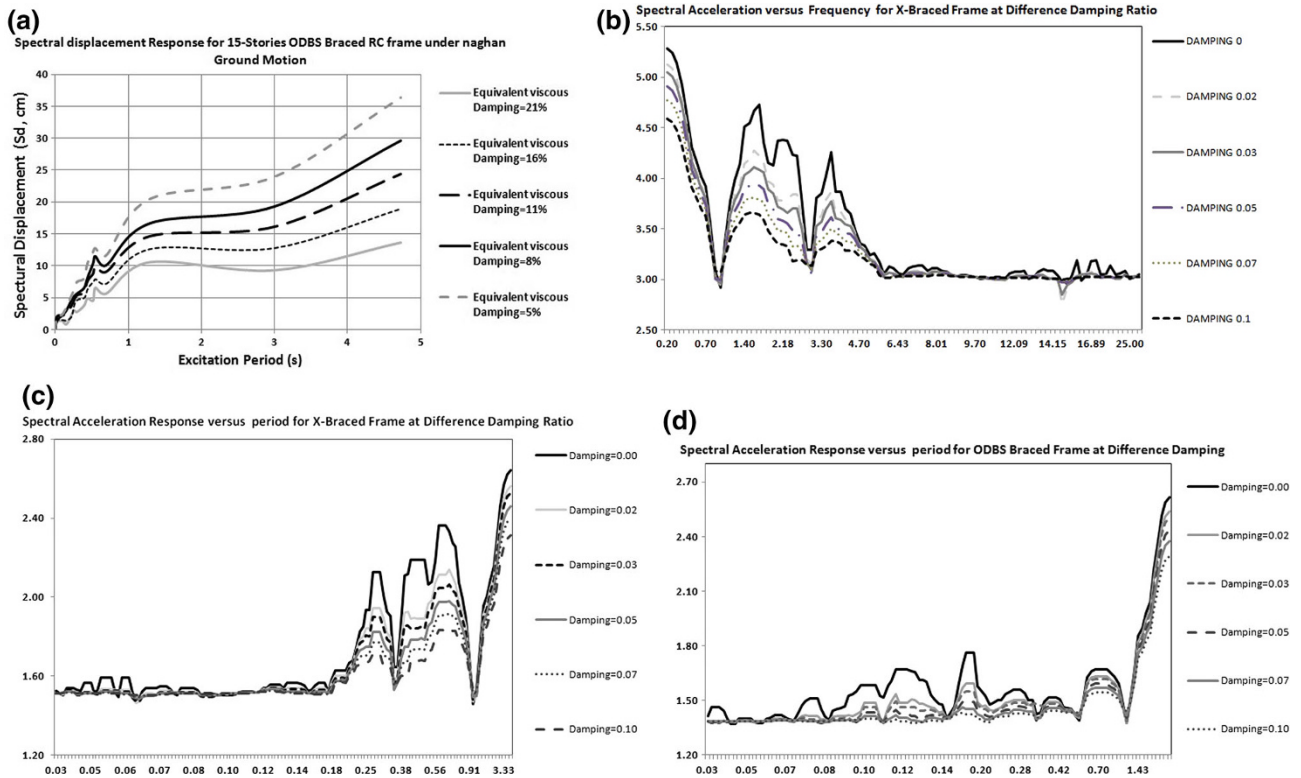 (a)
Spectural displacement Response for 15-Stories ODBS Braced RC frame under naghan
Ground Motion
Spectural Displacement (Sd , cm)
40
35
30
25
20
15
10
5
0
0
1
2
3
4
5
Excitation Period (s)
Equivalent viscous
Damping=21%
Equivalent viscous
Damping=16%
Equivalent viscous
Damping=11%
Equivalent viscous
Damping=8%
Equivalent viscous
Damping=5%
(b)
Spectral Acceleration versus Frequency for X-Braced Frame at Difference Damping Ratio
5.50
5.00
4.50
4.00
3.50
3.00
2.50
0.20 0.70 1.40 2.18 3.30 4.70 6.43 8.01 9.70 12.09 14.15 16.89 25.00
DAMPING 0
DAMPING 0.02
DAMPING 0.03
DAMPING 0.05
DAMPING 0.07
DAMPING 0.1
(c)
Spectral Acceleration Response versus period for X-Braced Frame at Difference Damping Ratio
2.80
2.40
2.00
1.60
1.20
0.03 0.05 0.06 0.07 0.10 0.12 0.14 0.18 0.25 0.38 0.56 0.91 3.33
Damping=0.00
Damping=0.02
Damping=0.03
Damping=0.05
Damping=0.07
Damping=0.10
(d)
Spectral Acceleration Response versus period for ODBS Braced Frame at Difference Damping
2.70
2.40
2.10
1.80
1.50
1.20
0.03 0.05 0.07 0.08 0.10 0.12 0.14 0.20 0.28 0.42 0.70 1.43
Damping=0.00
Damping=0.02
Damping=0.03
Damping=0.05
Damping=0.07
Damping=0.10